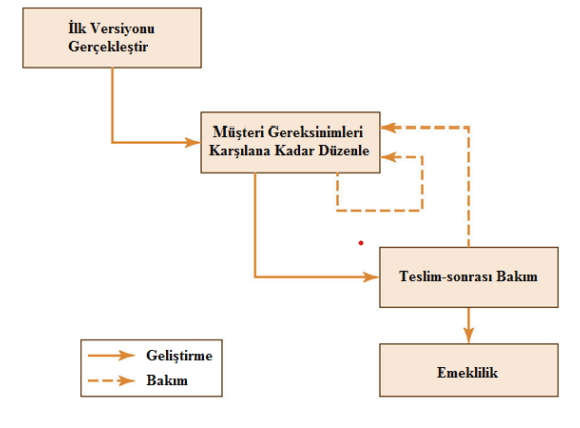 İlk Versiyonu
Gerçekleştir
Müşteri Gereksinimleri
Karşılana Kadar Düzenle
Teslim-sonrası Bakım
Emeklilik
Geliştirme
Bakım